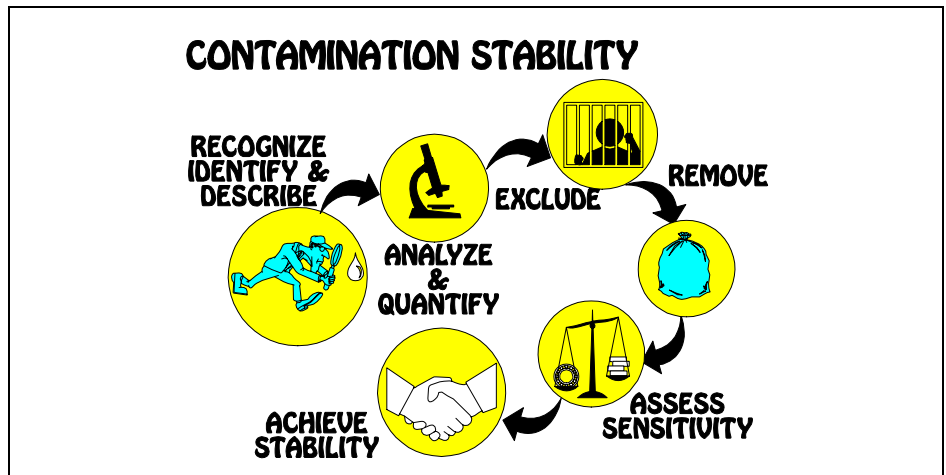 CONTAMINATION STABILITY
RECOGNIZE
IDENTIFY &
DESCRIBE
ANALYZE
&
QUANTIFY
EXCLUDE
REMOVE
ASSESS
SENSITIVITY
ACHIEVE
STABILITY